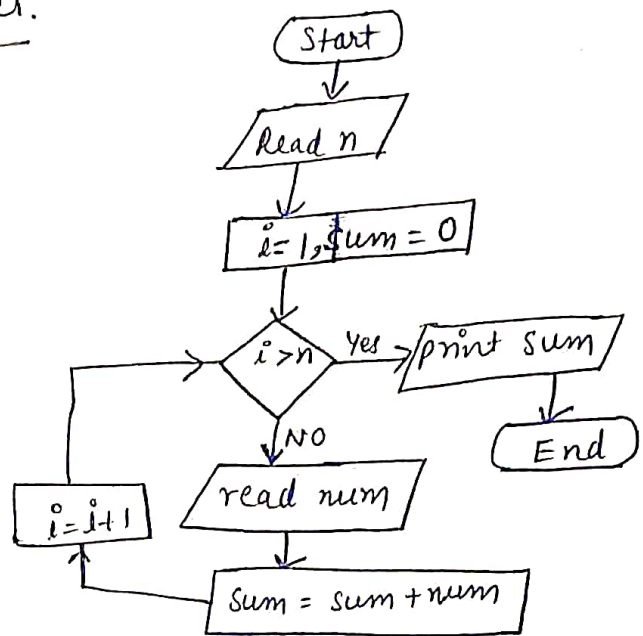 Start
Read n
i=1, sum = 0
i>n
Yes
print sum
End
NO
read num
i=i+1
sum = sum + num